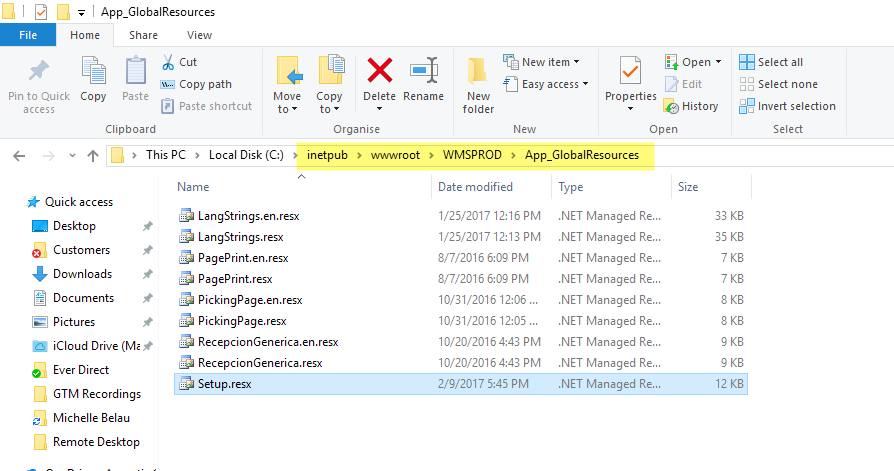 App_GlobalResources
File Home Share View
Pin to Quick access
Copy
Paste
Cut
Copy path
Paste shortcut
Clipboard
Move to
Copy to
Delete
Rename
Organise
New folder
New item
Easy access
New
Properties
Open
Edit
History
Open
Select all
Select none
Invert selection
Select
This PC > Local Disk (C:) > inetpub > wwwroot > WMSPROD > App_GlobalResources
Name Date modified Type Size
Quick access
Desktop
Customers
Downloads
Documents
Pictures
iCloud Drive (Ma
Ever Direct
GTM Recordings
Michelle Belau
Remote Desktop
LangStrings.en.resx 1/25/2017 12:16 PM .NET Managed Re... 33 KB
LangStrings.resx 1/25/2017 12:13 PM .NET Managed Re... 35 KB
PagePrint.en.resx 8/7/2016 6:09 PM .NET Managed Re... 7 KB
PagePrint.resx 8/7/2016 6:09 PM .NET Managed Re... 7 KB
PickingPage.en.resx 10/31/2016 12:06 ... .NET Managed Re... 8 KB
PickingPage.resx 10/31/2016 12:05 ... .NET Managed Re... 8 KB
RecepcionGenerica.en.resx 10/20/2016 4:43 PM .NET Managed Re... 9 KB
RecepcionGenerica.resx 10/20/2016 4:43 PM .NET Managed Re... 9 KB
Setup.resx 2/9/2017 5:45 PM .NET Managed Re... 12 KB